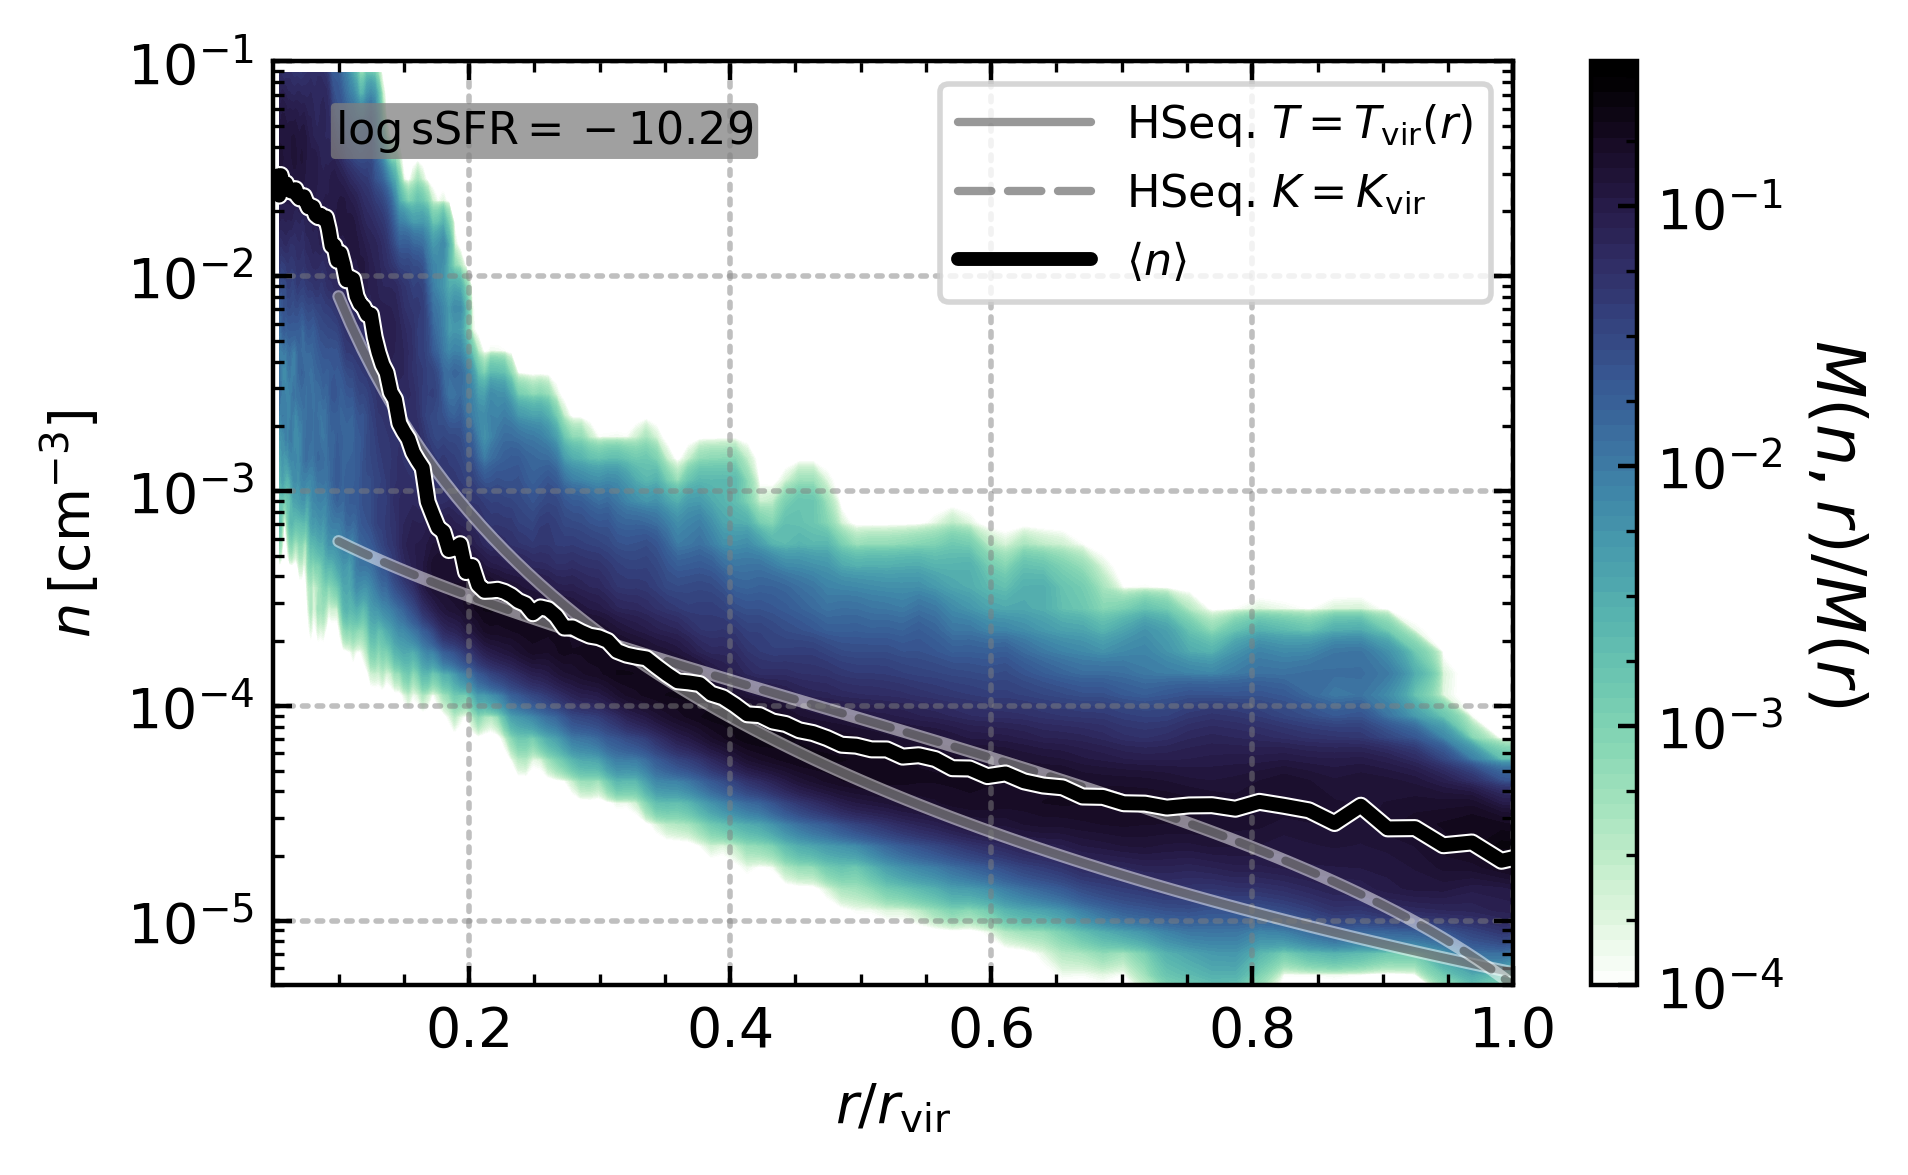 10⁻¹
10⁻²
10⁻³
10⁻⁴
10⁻⁵
n [cm⁻³]
log sSFR = −10.29
HSeq. T = T_vir(r)
HSeq. K = K_vir
⟨n⟩
0.2 0.4 0.6 0.8 1.0
r/r_vir
10⁻¹
10⁻²
10⁻³
10⁻⁴
M(n, r)/M(r)